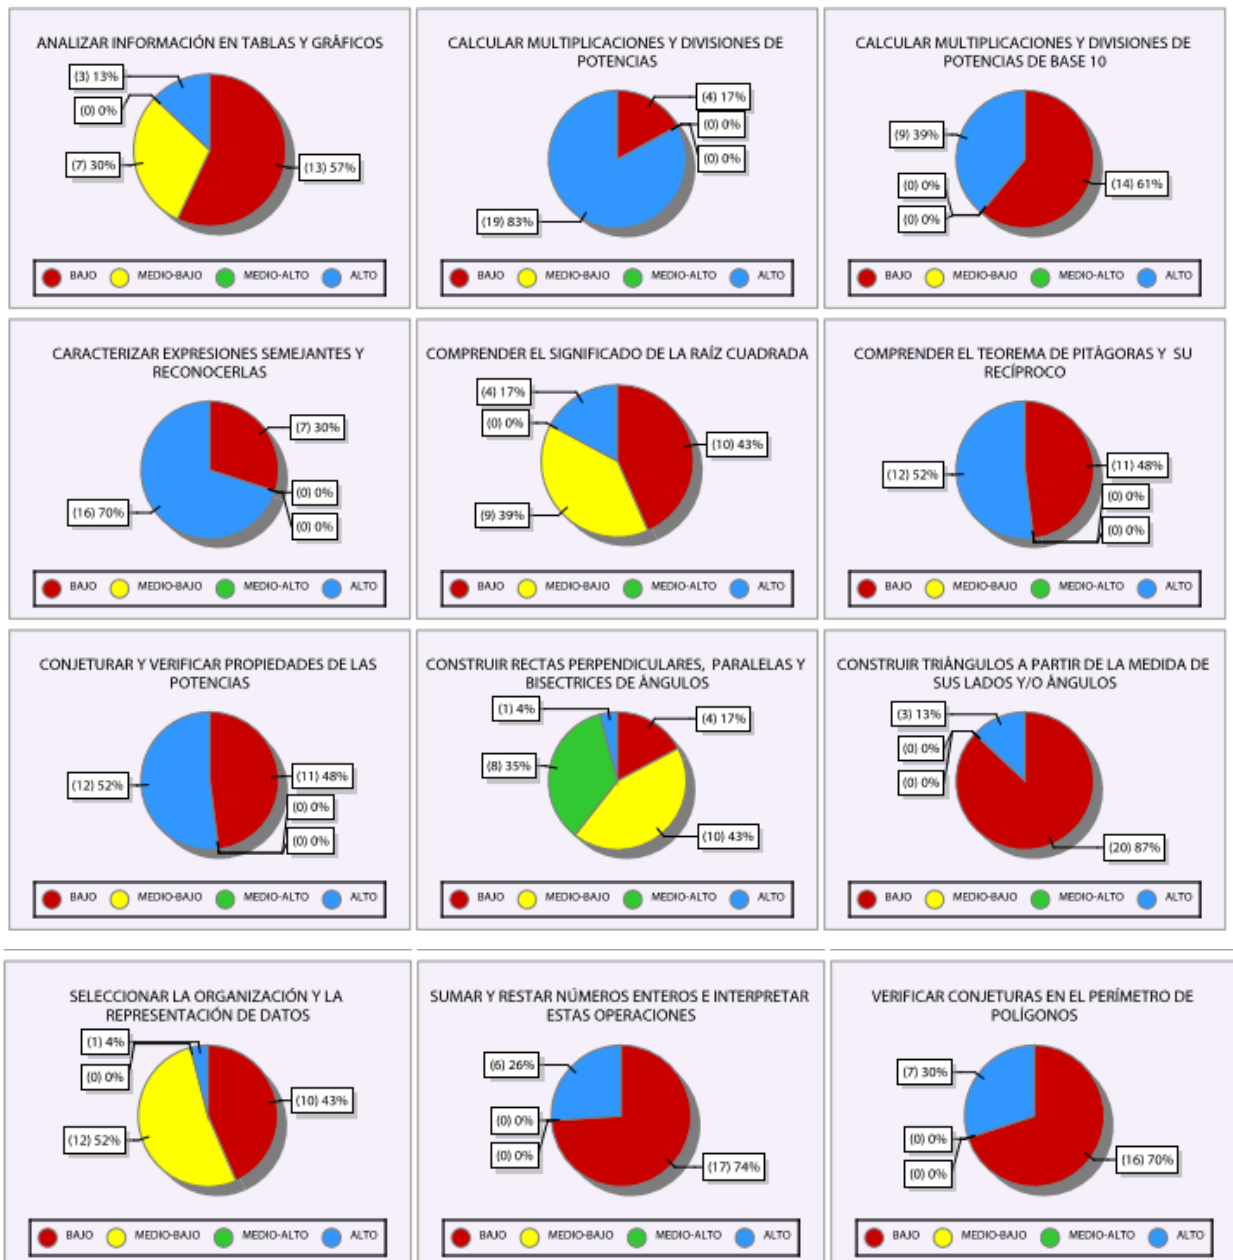 ANALIZAR INFORMACIÓN EN TABLAS Y GRÁFICOS
(3) 13%
(0) 0%
(7) 30%
(13) 57%
BAJO MEDIO-BAJO MEDIO-ALTO ALTO
CALCULAR MULTIPLICACIONES Y DIVISIONES DE
POTENCIAS
(4) 17%
(0) 0%
(0) 0%
(19) 83%
BAJO MEDIO-BAJO MEDIO-ALTO ALTO
CALCULAR MULTIPLICACIONES Y DIVISIONES DE
POTENCIAS DE BASE 10
(9) 39%
(14) 61%
(0) 0%
(0) 0%
BAJO MEDIO-BAJO MEDIO-ALTO ALTO
CARACTERIZAR EXPRESIONES SEMEJANTES Y
RECONOCERLAS
(7) 30%
(0) 0%
(16) 70%
(0) 0%
BAJO MEDIO-BAJO MEDIO-ALTO ALTO
COMPRENDER EL SIGNIFICADO DE LA RAÍZ CUADRADA
(4) 17%
(0) 0%
(10) 43%
(9) 39%
BAJO MEDIO-BAJO MEDIO-ALTO ALTO
COMPRENDER EL TEOREMA DE PITÁGORAS Y SU
RECÍPROCO
(11) 48%
(12) 52%
(0) 0%
(0) 0%
BAJO MEDIO-BAJO MEDIO-ALTO ALTO
CONJETURAR Y VERIFICAR PROPIEDADES DE LAS
POTENCIAS
(11) 48%
(12) 52%
(0) 0%
(0) 0%
BAJO MEDIO-BAJO MEDIO-ALTO ALTO
CONSTRUIR RECTAS PERPENDICULARES, PARALELAS Y
BISECTRICES DE ÁNGULOS
(1) 4%
(4) 17%
(8) 35%
(10) 43%
BAJO MEDIO-BAJO MEDIO-ALTO ALTO
CONSTRUIR TRIÁNGULOS A PARTIR DE LA MEDIDA DE
SUS LADOS Y/O ÁNGULOS
(3) 13%
(0) 0%
(0) 0%
(20) 87%
BAJO MEDIO-BAJO MEDIO-ALTO ALTO
SELECCIONAR LA ORGANIZACIÓN Y LA
REPRESENTACIÓN DE DATOS
(1) 4%
(0) 0%
(10) 43%
(12) 52%
BAJO MEDIO-BAJO MEDIO-ALTO ALTO
SUMAR Y RESTAR NÚMEROS ENTEROS E INTERPRETAR
ESTAS OPERACIONES
(6) 26%
(0) 0%
(0) 0%
(17) 74%
BAJO MEDIO-BAJO MEDIO-ALTO ALTO
VERIFICAR CONJETURAS EN EL PERÍMETRO DE
POLÍGONOS
(7) 30%
(0) 0%
(0) 0%
(16) 70%
BAJO MEDIO-BAJO MEDIO-ALTO ALTO